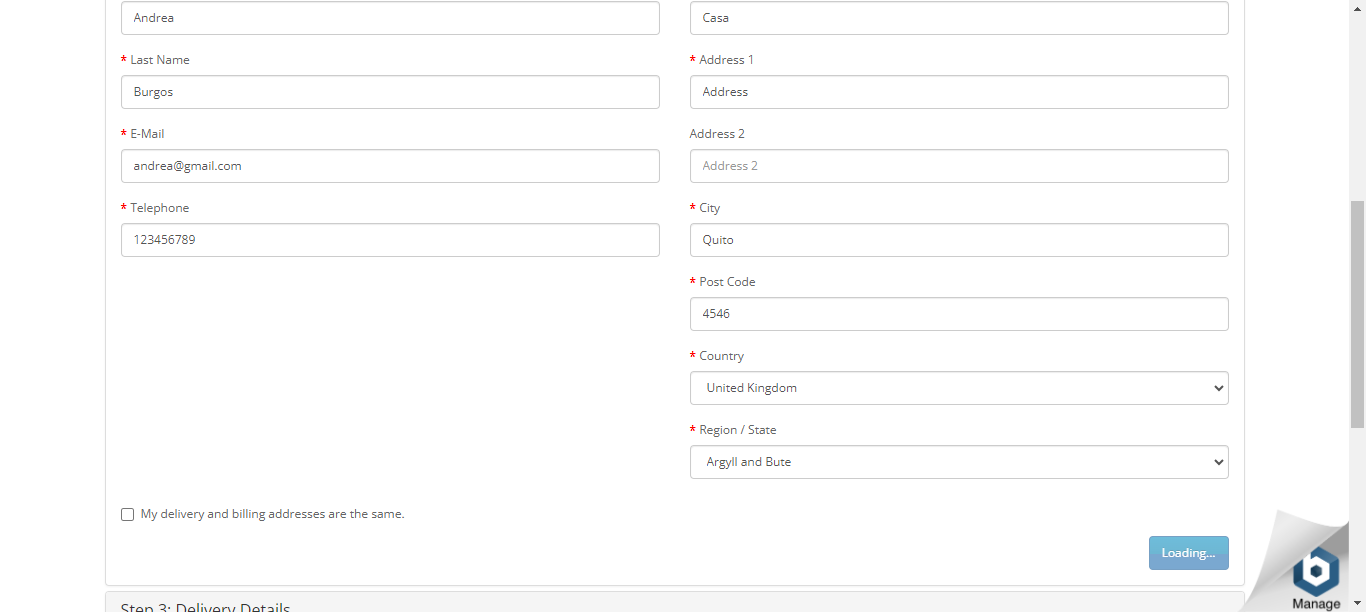 Andrea
Casa
* Last Name
* Address 1
Burgos
Address
* E-Mail
Address 2
andrea@gmail.com
Address 2
* Telephone
* City
123456789
Quito
* Post Code
4546
* Country
United Kingdom
* Region / State
Argyll and Bute
My delivery and billing addresses are the same.
Loading...
Manage
Step 3: Delivery Details